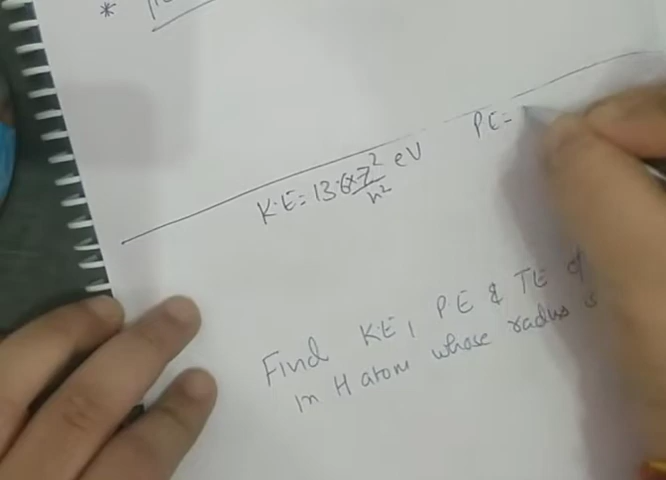 *
K.E = 13.6×Z²/n² eV PE =
Find KE, PE & TE of
in H atom whose radius is